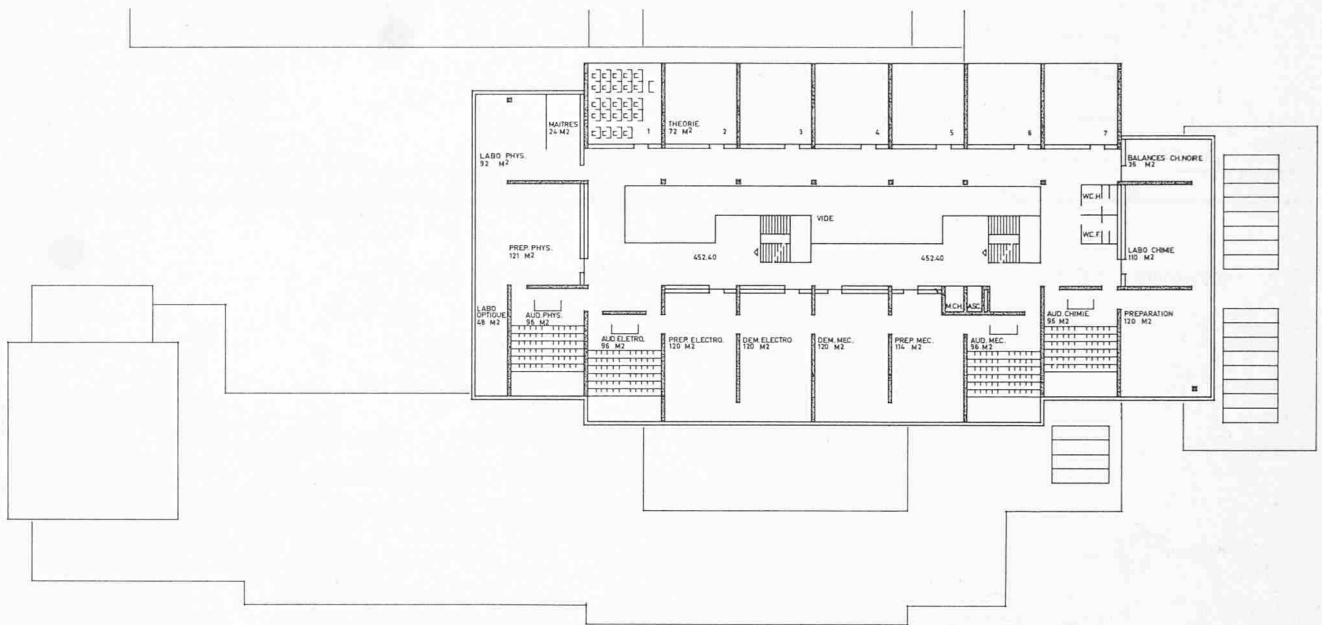 MAITRES
24 M2
1
THEORIE
72 M²
2
3
4
5
6
7
LABO PHYS.
92 M²
BALANCES CH.NOIRE
36 M²
W.C.H
VIDE
W.C.F.
PREP. PHYS.
121 M²
452.40
452.40
LABO CHIMIE
110 M²
LABO
OPTIQUE
48 M²
AUD. PHYS.
96 M²
M.CH.
ASC.
AUD. CHIMIE
96 M²
PREPARATION
120 M²
AUD. ELETRO.
96 M2
PREP. ELECTRO.
120 M2
DEM. ELECTRO
120 M2
DEM. MEC.
120 M2
PREP. MEC.
114 M2
AUD. MEC.
96 M2